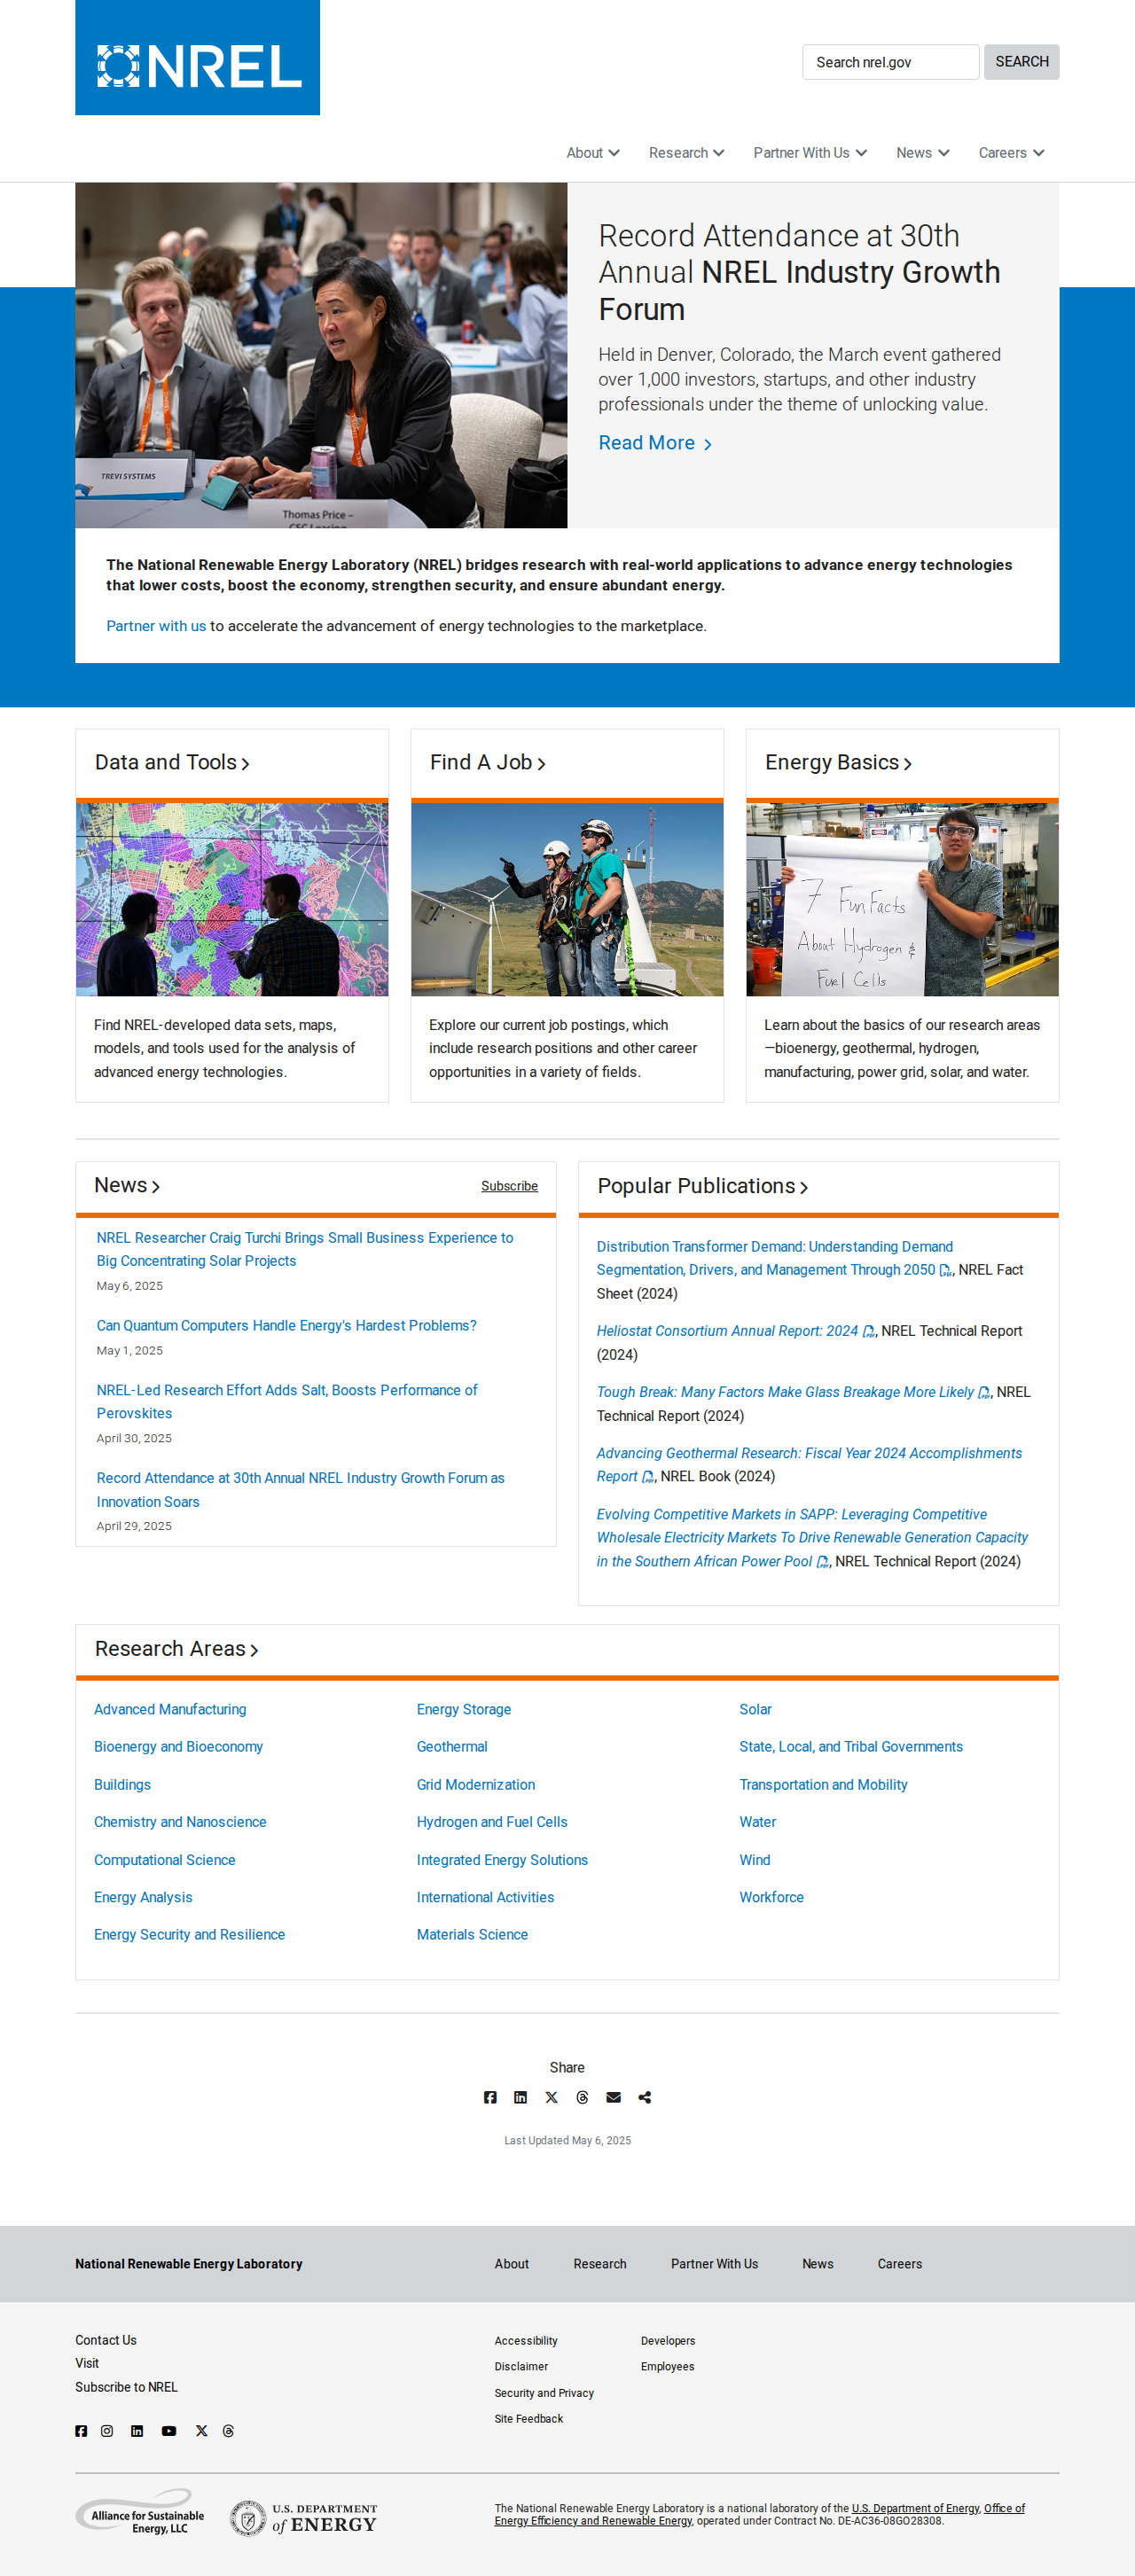 NREL
Search nrel.gov
SEARCH
About
Research
Partner With Us
News
Careers
Record Attendance at 30th
Annual NREL Industry Growth
Forum
Held in Denver, Colorado, the March event gathered
over 1,000 investors, startups, and other industry
professionals under the theme of unlocking value.
Read More
TREVI SYSTEMS
Thomas Price –
CSC Leasing
The National Renewable Energy Laboratory (NREL) bridges research with real-world applications to advance energy technologies
that lower costs, boost the economy, strengthen security, and ensure abundant energy.
Partner with us to accelerate the advancement of energy technologies to the marketplace.
Data and Tools
Find NREL-developed data sets, maps,
models, and tools used for the analysis of
advanced energy technologies.
Find A Job
Explore our current job postings, which
include research positions and other career
opportunities in a variety of fields.
Energy Basics
7 Fun Facts
About Hydrogen &
Fuel Cells
Learn about the basics of our research areas
—bioenergy, geothermal, hydrogen,
manufacturing, power grid, solar, and water.
News
Subscribe
NREL Researcher Craig Turchi Brings Small Business Experience to
Big Concentrating Solar Projects
May 6, 2025
Can Quantum Computers Handle Energy's Hardest Problems?
May 1, 2025
NREL-Led Research Effort Adds Salt, Boosts Performance of
Perovskites
April 30, 2025
Record Attendance at 30th Annual NREL Industry Growth Forum as
Innovation Soars
April 29, 2025
Popular Publications
Distribution Transformer Demand: Understanding Demand
Segmentation, Drivers, and Management Through 2050, NREL Fact
Sheet (2024)
Heliostat Consortium Annual Report: 2024, NREL Technical Report
(2024)
Tough Break: Many Factors Make Glass Breakage More Likely, NREL
Technical Report (2024)
Advancing Geothermal Research: Fiscal Year 2024 Accomplishments
Report, NREL Book (2024)
Evolving Competitive Markets in SAPP: Leveraging Competitive
Wholesale Electricity Markets To Drive Renewable Generation Capacity
in the Southern African Power Pool, NREL Technical Report (2024)
Research Areas
Advanced Manufacturing
Bioenergy and Bioeconomy
Buildings
Chemistry and Nanoscience
Computational Science
Energy Analysis
Energy Security and Resilience
Energy Storage
Geothermal
Grid Modernization
Hydrogen and Fuel Cells
Integrated Energy Solutions
International Activities
Materials Science
Solar
State, Local, and Tribal Governments
Transportation and Mobility
Water
Wind
Workforce
Share
Last Updated May 6, 2025
National Renewable Energy Laboratory
About
Research
Partner With Us
News
Careers
Contact Us
Visit
Subscribe to NREL
Accessibility
Disclaimer
Security and Privacy
Site Feedback
Developers
Employees
Alliance for Sustainable
Energy, LLC
U.S. DEPARTMENT
of ENERGY
The National Renewable Energy Laboratory is a national laboratory of the U.S. Department of Energy, Office of
Energy Efficiency and Renewable Energy, operated under Contract No. DE-AC36-08GO28308.